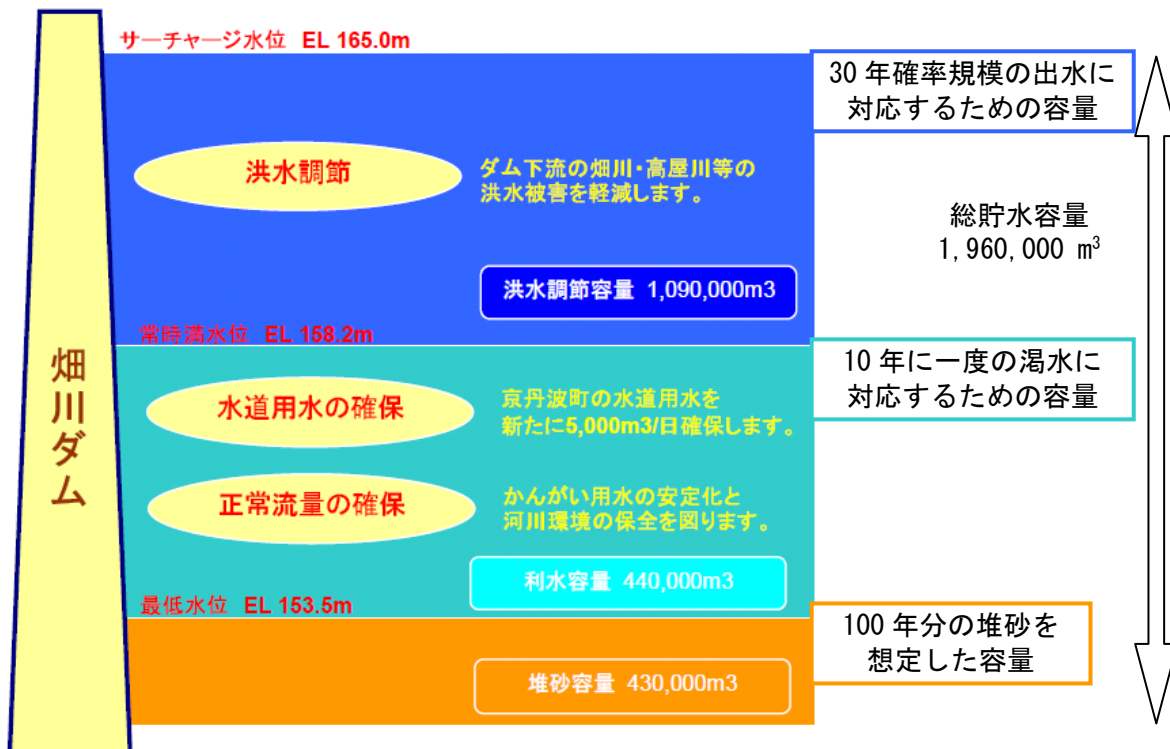 サーチャージ水位 EL 165.0m
30年確率規模の出水に
対応するための容量
洪水調節
ダム下流の畑川・高屋川等の
洪水被害を軽減します。
総貯水容量
1,960,000 m³
洪水調節容量 1,090,000m3
常時満水位 EL 158.2m
10年に一度の渇水に
対応するための容量
畑川ダム
水道用水の確保
京丹波町の水道用水を
新たに5,000m3/日確保します。
正常流量の確保
かんがい用水の安定化と
河川環境の保全を図ります。
利水容量 440,000m3
最低水位 EL 153.5m
100年分の堆砂を
想定した容量
堆砂容量 430,000m3